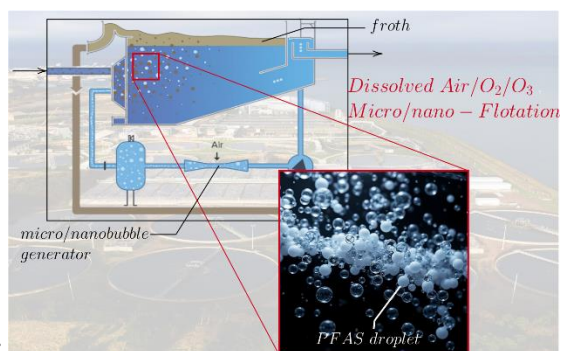 froth
Dissolved Air/O₂/O₃
Micro/nano − Flotation
Air
micro/nanobubble
generator
PFAS droplet